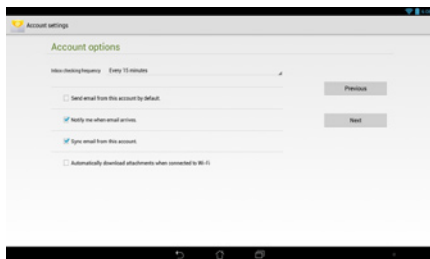 Account settings
Account options
Inbox checking frequency Every 15 minutes
Previous
Send email from this account by default.
Notify me when email arrives.
Next
Sync email from this account.
Automatically download attachments when connected to Wi-Fi